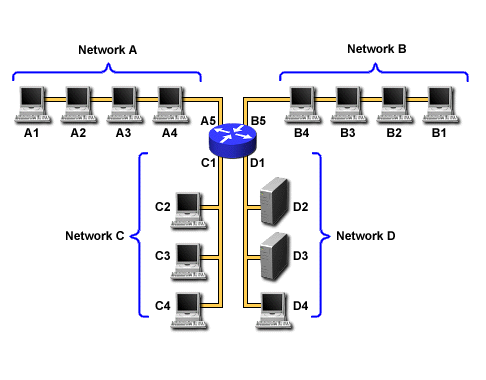 Network A
Network B
A5 B5
A1 A2 A3 A4
B4 B3 B2 B1
C1 D1
C2
D2
Network C
Network D
C3
D3
C4
D4